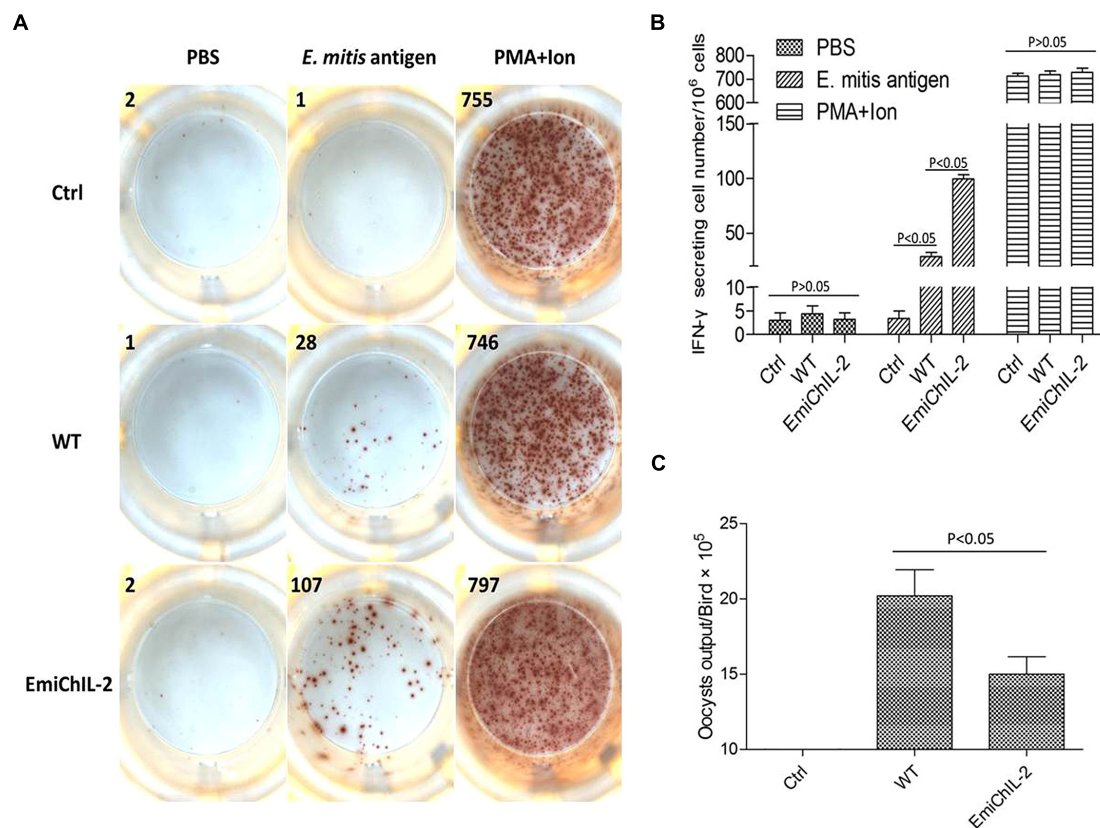 A
PBS
E. mitis antigen
PMA+Ion
Ctrl
2
1
755
WT
1
28
746
EmiChIL-2
2
107
797
B
IFN-γ secreting cell number/10⁶ cells
800
700
600
150
100
50
10
5
0
PBS
E. mitis antigen
PMA+Ion
P>0.05
P<0.05
P<0.05
P>0.05
Ctrl
WT
EmiChIL-2
Ctrl
WT
EmiChIL-2
Ctrl
WT
EmiChIL-2
C
Oocysts output/Bird × 10⁵
25
20
15
10
P<0.05
Ctrl
WT
EmiChIL-2